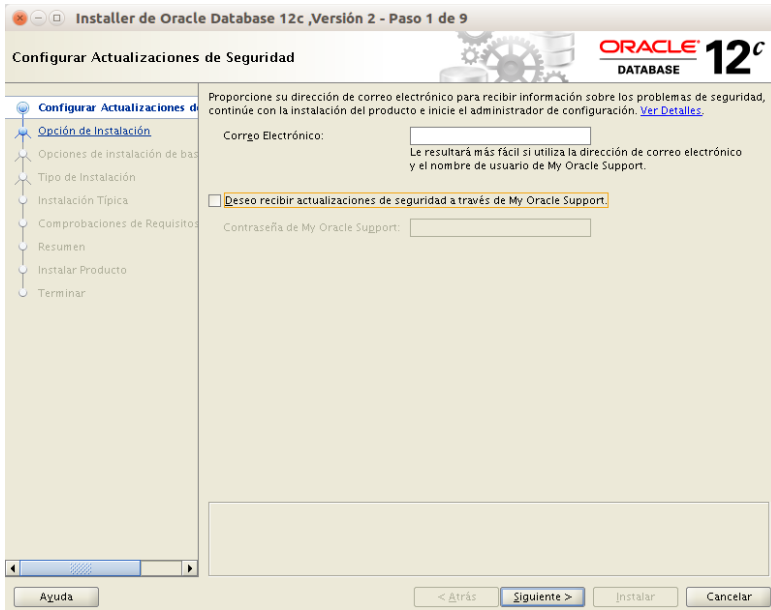 Installer de Oracle Database 12c ,Versión 2 - Paso 1 de 9
Configurar Actualizaciones de Seguridad
ORACLE
DATABASE
12c
Configurar Actualizaciones d
Opción de Instalación
Opciones de instalación de bas
Tipo de Instalación
Instalación Típica
Comprobaciones de Requisitos
Resumen
Instalar Producto
Terminar
Proporcione su dirección de correo electrónico para recibir información sobre los problemas de seguridad,
continúe con la instalación del producto e inicie el administrador de configuración. Ver Detalles.
Correo Electrónico:
Le resultará más fácil si utiliza la dirección de correo electrónico
y el nombre de usuario de My Oracle Support.
Deseo recibir actualizaciones de seguridad a través de My Oracle Support.
Contraseña de My Oracle Support:
Ayuda
< Atrás
Siguiente >
Instalar
Cancelar